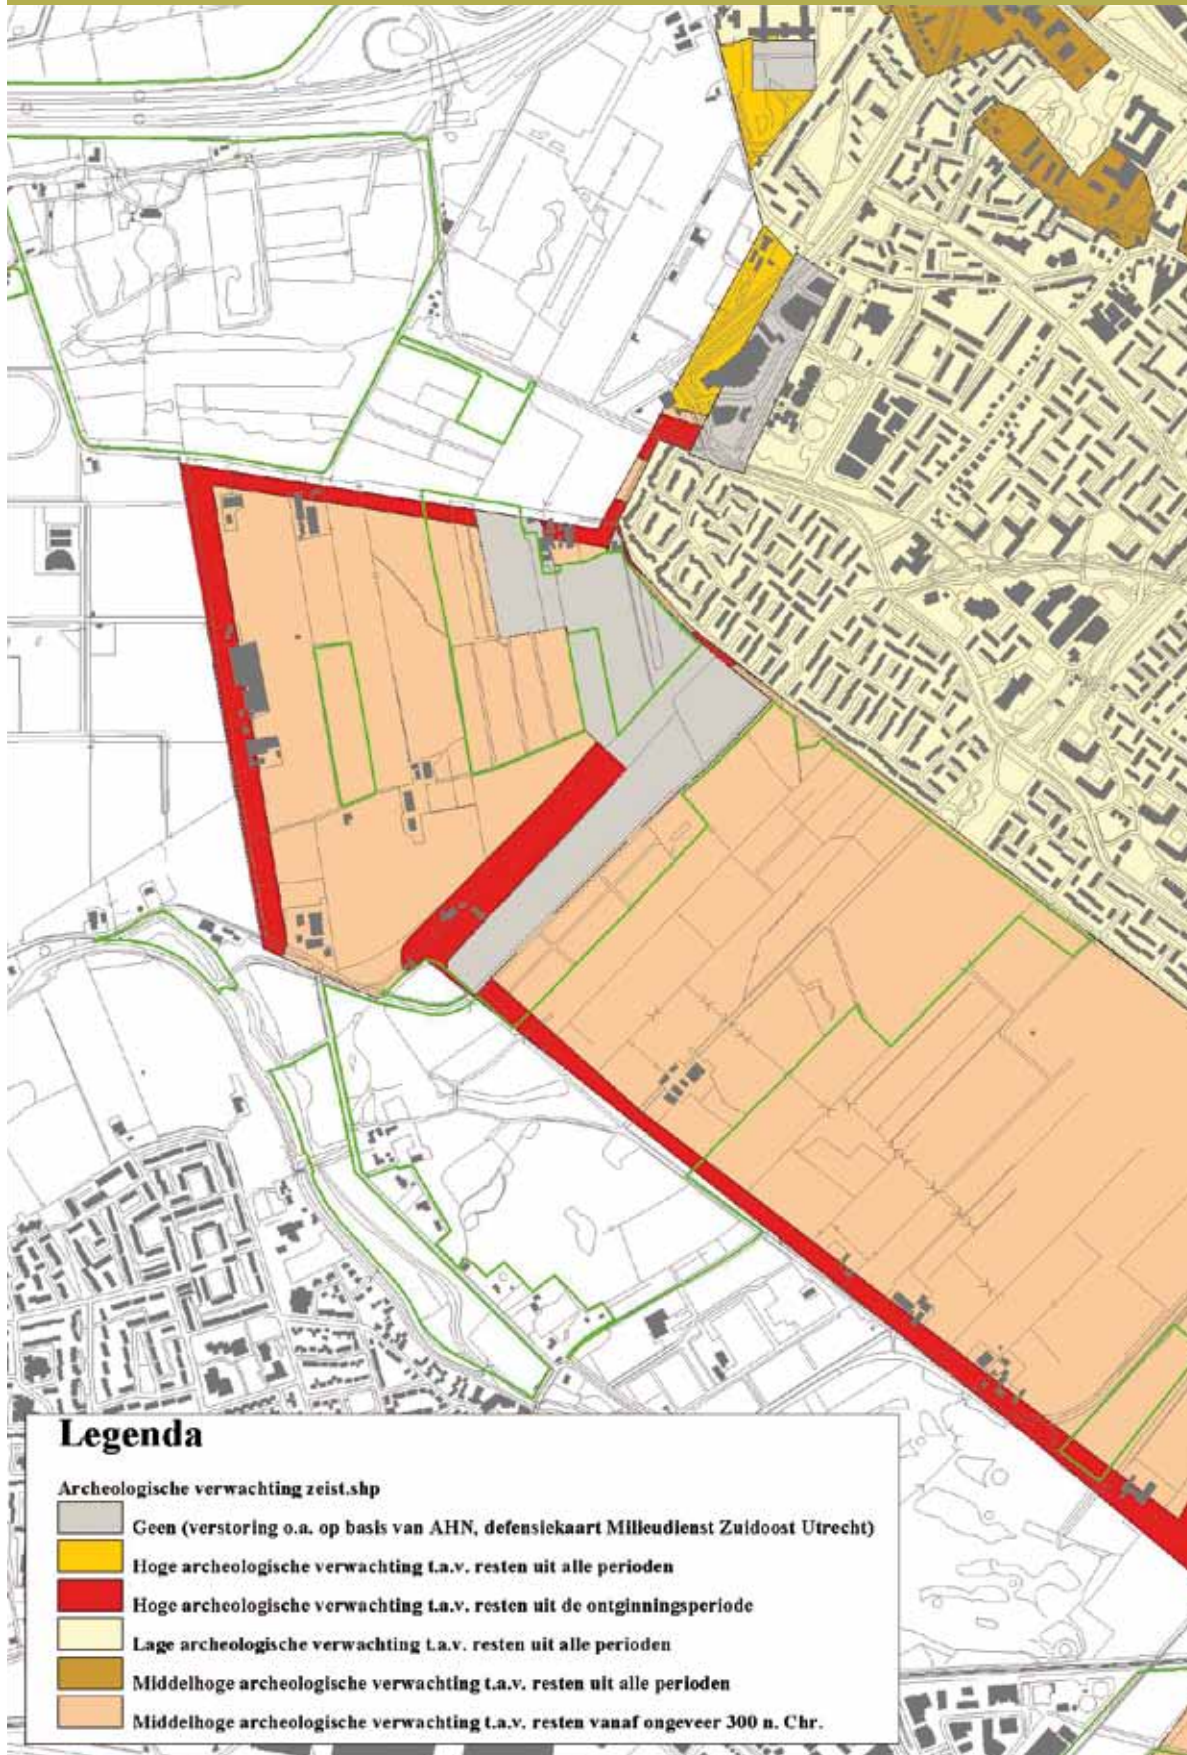 Legenda
Archeologische verwachting zeist.shp
Geen (verstoring o.a. op basis van AHN, defensiekaart Milieudienst Zuidoost Utrecht)
Hoge archeologische verwachting t.a.v. resten uit alle perioden
Hoge archeologische verwachting t.a.v. resten uit de ontginningsperiode
Lage archeologische verwachting t.a.v. resten uit alle perioden
Middelhoge archeologische verwachting t.a.v. resten uit alle perioden
Middelhoge archeologische verwachting t.a.v. resten vanaf ongeveer 300 n. Chr.